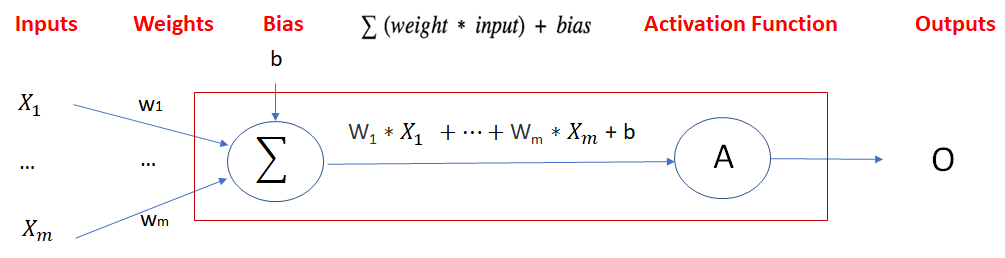 Inputs Weights Bias ∑ (weight * input) + bias Activation Function Outputs
b
X₁ w1
W₁ * X₁ + ⋯ + Wₘ * Xₘ + b
... ... ∑ A O
Xₘ wm